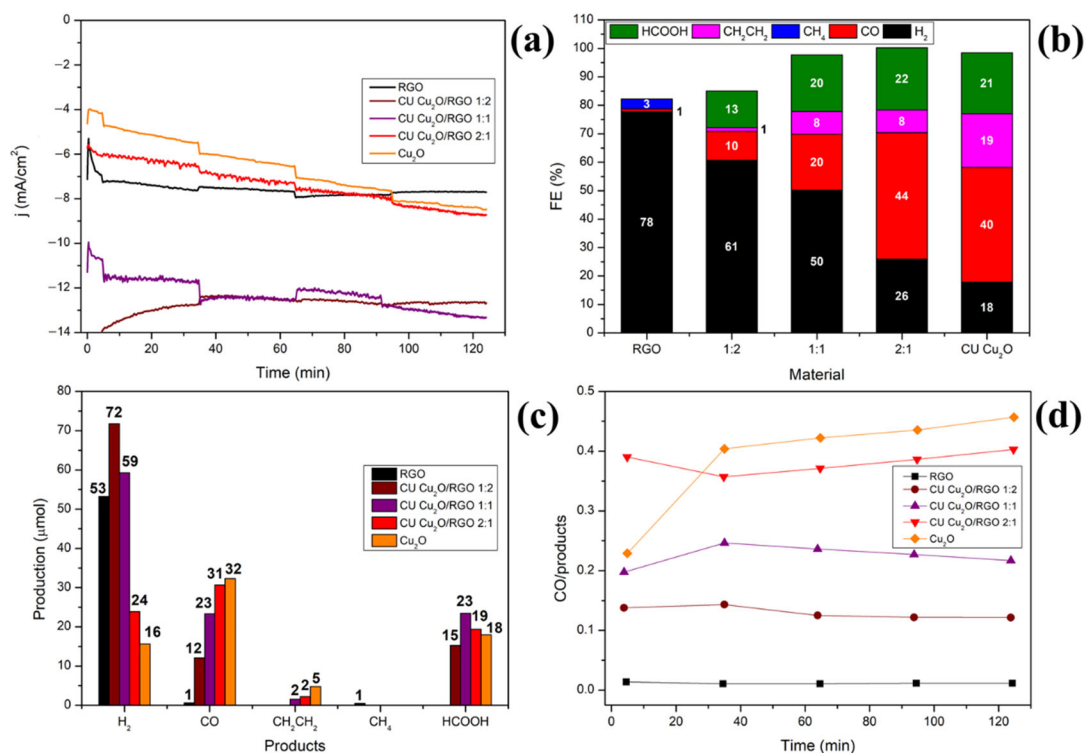 (a)
j (mA/cm²)
−4
−6
−8
−10
−12
−14
RGO
CU Cu₂O/RGO 1:2
CU Cu₂O/RGO 1:1
CU Cu₂O/RGO 2:1
Cu₂O
0 20 40 60 80 100 120
Time (min)
(b)
HCOOH CH₂CH₂ CH₄ CO H₂
FE (%)
110
100
90
80
70
60
50
40
30
20
10
0
3 1
78
13
1
10
61
20
8
20
50
22
8
44
26
21
19
40
18
RGO 1:2 1:1 2:1 CU Cu₂O
Material
(c)
Production (μmol)
80
70
60
50
40
30
20
10
0
53 72 59 24 16
1 12 23 31 32
2 2 5
1
15 23 19 18
RGO
CU Cu₂O/RGO 1:2
CU Cu₂O/RGO 1:1
CU Cu₂O/RGO 2:1
Cu₂O
H₂ CO CH₂CH₂ CH₄ HCOOH
Products
(d)
CO/products
0.5
0.4
0.3
0.2
0.1
0.0
RGO
CU Cu₂O/RGO 1:2
CU Cu₂O/RGO 1:1
CU Cu₂O/RGO 2:1
Cu₂O
0 20 40 60 80 100 120 140
Time (min)